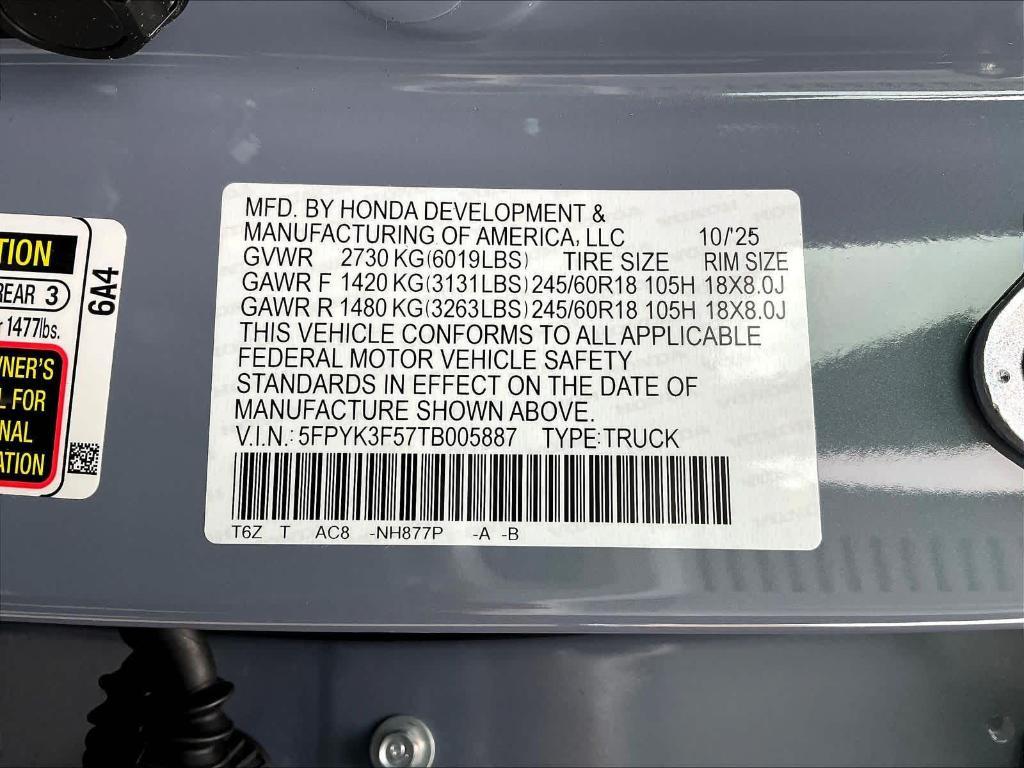 TION
REAR 3
1477lbs.
6A4
NER'S
L FOR
NAL
ATION
MFD. BY HONDA DEVELOPMENT &
MANUFACTURING OF AMERICA, LLC 10/'25
GVWR 2730 KG(6019LBS) TIRE SIZE RIM SIZE
GAWR F 1420 KG(3131LBS) 245/60R18 105H 18X8.0J
GAWR R 1480 KG(3263LBS) 245/60R18 105H 18X8.0J
THIS VEHICLE CONFORMS TO ALL APPLICABLE
FEDERAL MOTOR VEHICLE SAFETY
STANDARDS IN EFFECT ON THE DATE OF
MANUFACTURE SHOWN ABOVE.
V.I.N.: 5FPYK3F57TB005887 TYPE:TRUCK
T6Z T AC8 -NH877P -A -B